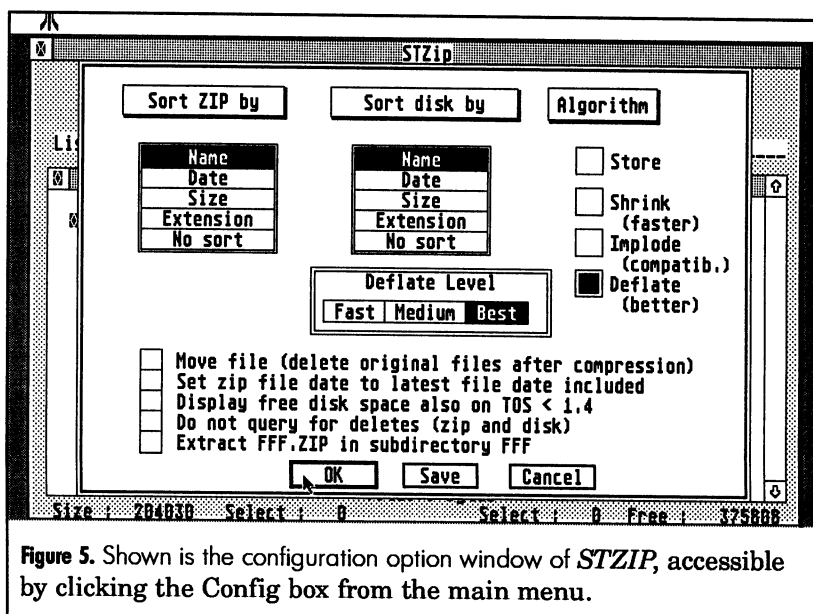 STZip
Sort ZIP by Sort disk by Algorithm
Name Name Store
Date Date
Size Size Shrink
Extension Extension (faster)
No sort No sort Implode
(compatib.)
Deflate Level Deflate
Fast Medium Best (better)
Move file (delete original files after compression)
Set zip file date to latest file date included
Display free disk space also on TOS < 1.4
Do not query for deletes (zip and disk)
Extract FFF.ZIP in subdirectory FFF
OK Save Cancel
Size : 204030 Select : 0 Select : 0 Free : 375808
Figure 5. Shown is the configuration option window of STZIP, accessible
by clicking the Config box from the main menu.